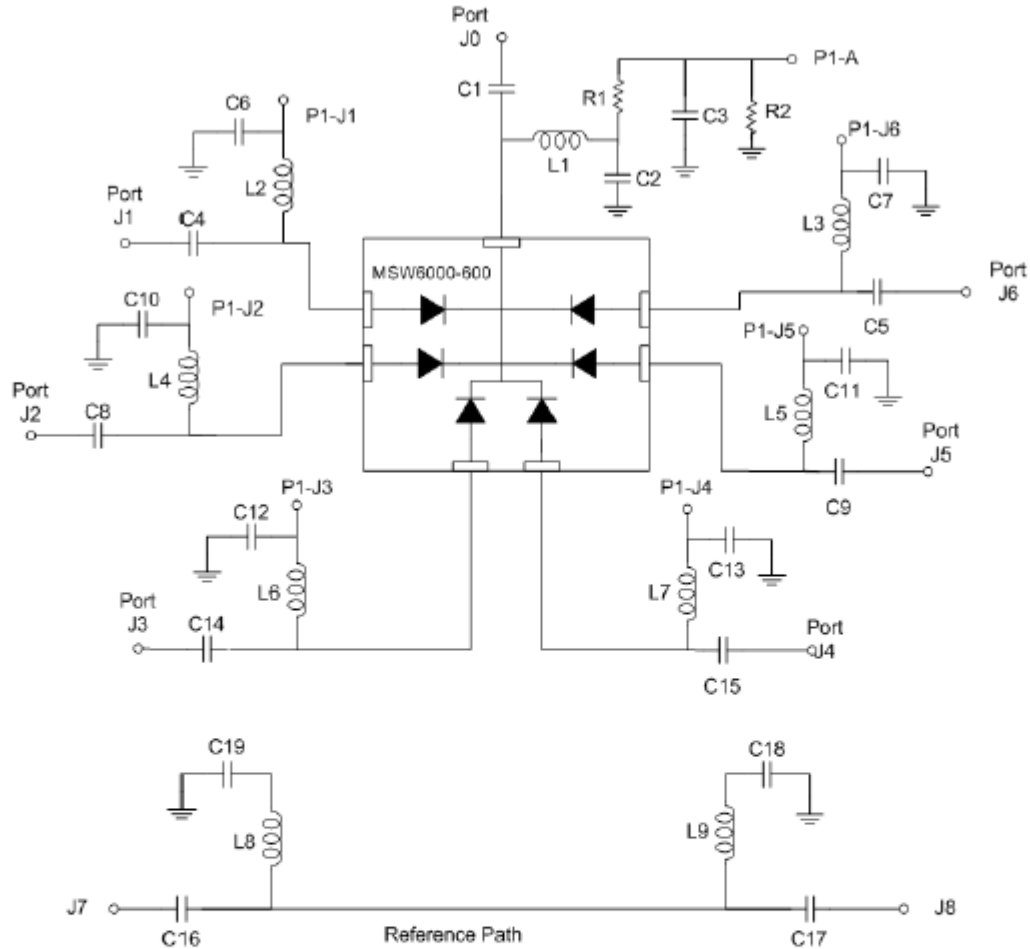 Port
J0
P1-A
C1
R1
C3
R2
C6
P1-J1
L1
C2
P1-J6
C7
L2
L3
Port
J1
C4
MSW6000-600
Port
J6
C5
C10
P1-J2
P1-J5
C11
L4
L5
Port
J2
C8
Port
J5
C9
P1-J3
P1-J4
C12
C13
L6
L7
Port
J3
C14
Port
J4
C15
C19
C18
L8
L9
J7
C16
Reference Path
C17
J8